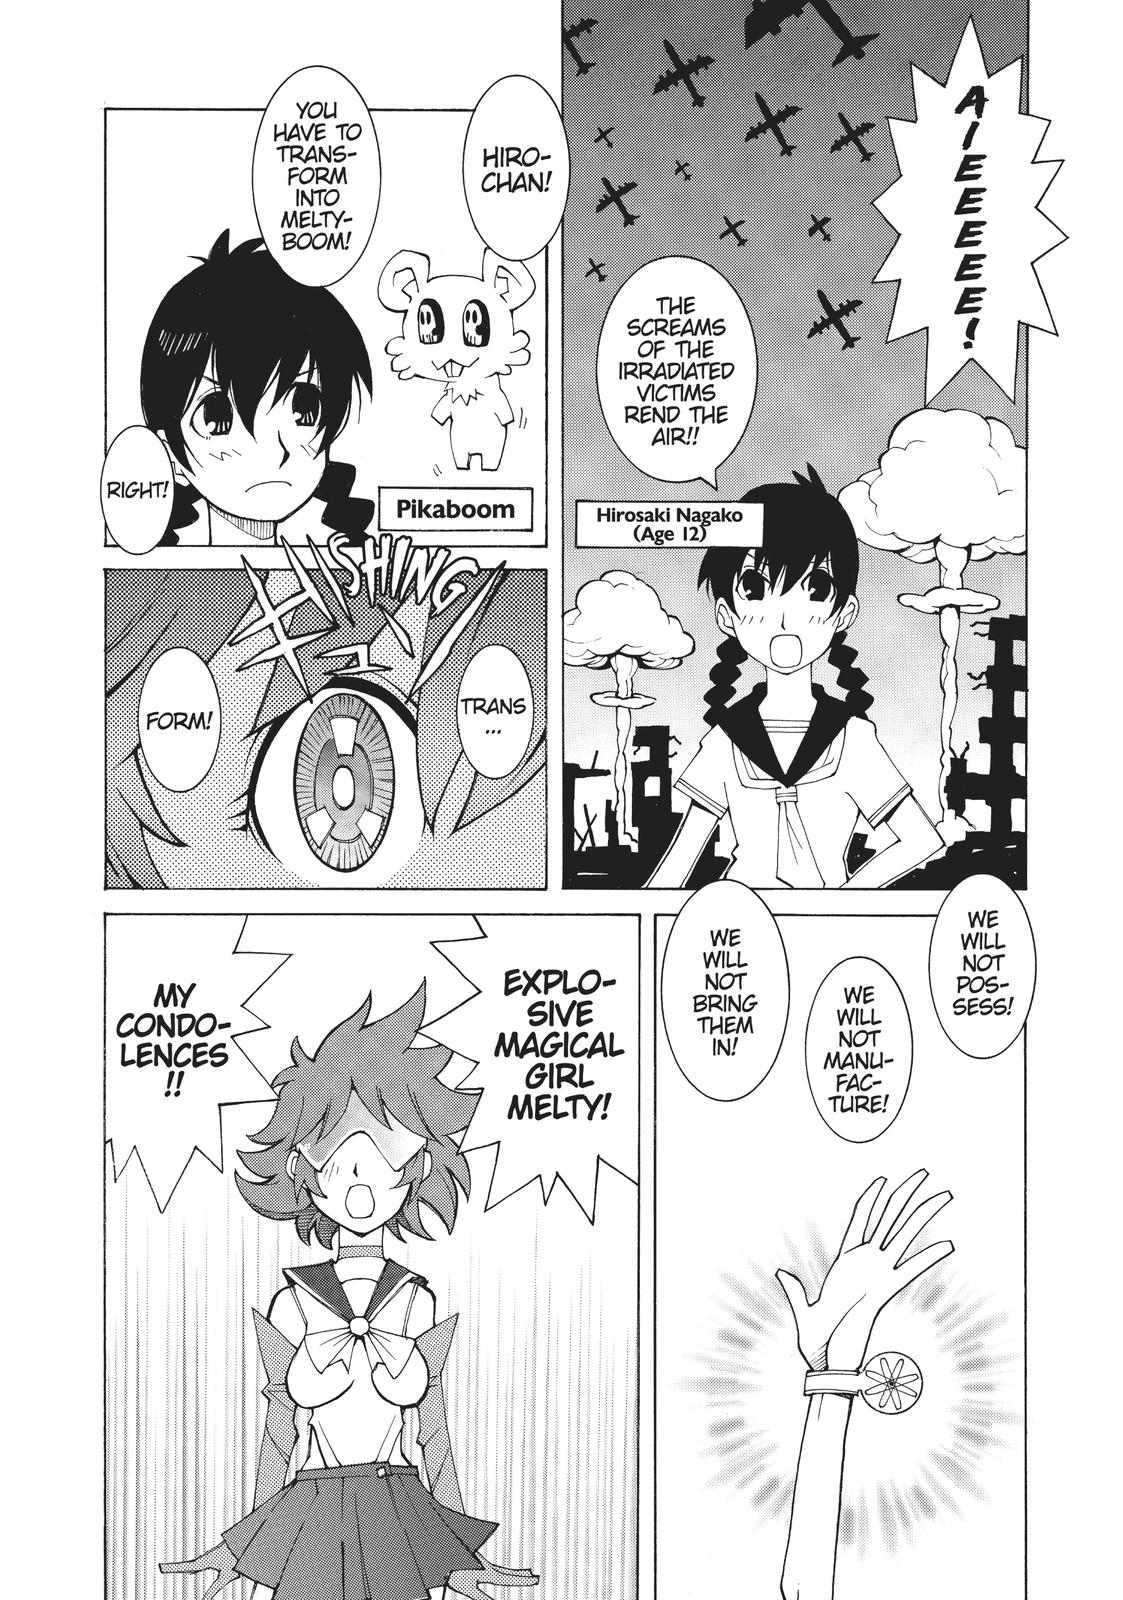 AIEEEEE!
THE
SCREAMS
OF THE
IRRADIATED
VICTIMS
REND THE
AIR!!
Hirosaki Nagako
(Age 12)
HIRO-
CHAN!
YOU
HAVE TO
TRANS-
FORM
INTO
MELTY-
BOOM!
RIGHT!
Pikaboom
SHING
TRANS
...
FORM!
WE
WILL
NOT
POS-
SESS!
WE
WILL
NOT
MANU-
FAC-
TURE!
WE
WILL
NOT
BRING
THEM
IN!
EXPLO-
SIVE
MAGICAL
GIRL
MELTY!
MY
CONDO-
LENCES
!!